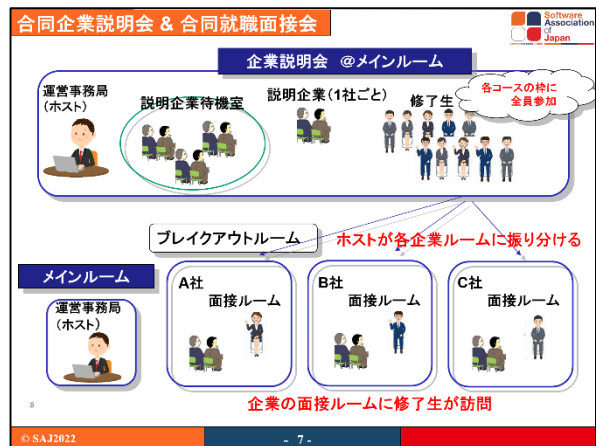 合同企業説明会 & 合同就職面接会
Software
Association
of
Japan
企業説明会 @メインルーム
運営事務局
(ホスト)
説明企業待機室
説明企業(1社ごと)
修了生
各コースの枠に
全員参加
ブレイクアウトルーム
ホストが各企業ルームに振り分ける
メインルーム
運営事務局
(ホスト)
A社
面接ルーム
B社
面接ルーム
C社
面接ルーム
企業の面接ルームに修了生が訪問
© SAJ2022
- 7 -